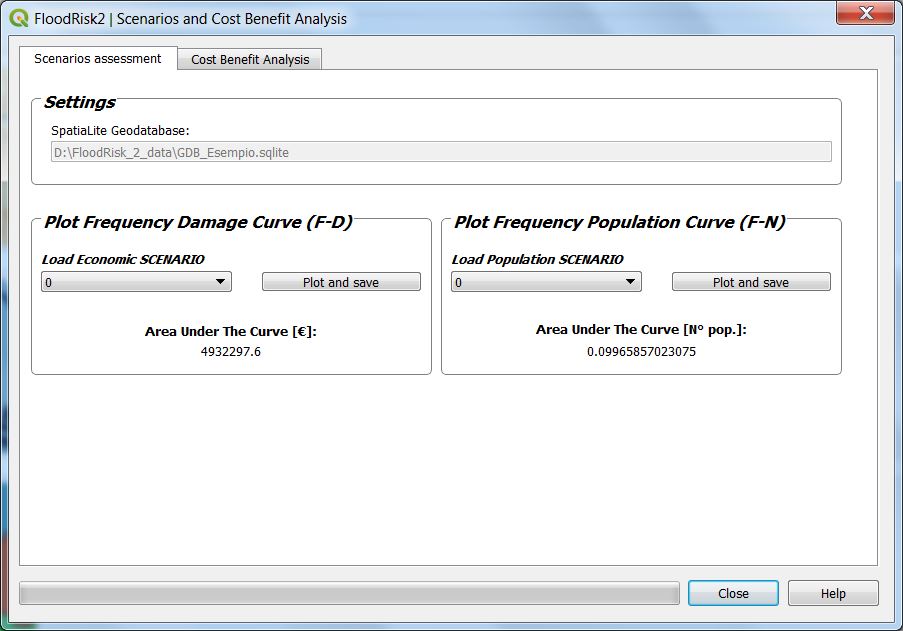 FloodRisk2 | Scenarios and Cost Benefit Analysis
Scenarios assessment
Cost Benefit Analysis
Settings
SpatiaLite Geodatabase:
D:\FloodRisk_2_data\GDB_Esempio.sqlite
Plot Frequency Damage Curve (F-D)
Load Economic SCENARIO
0
Plot and save
Area Under The Curve [€]:
4932297.6
Plot Frequency Population Curve (F-N)
Load Population SCENARIO
0
Plot and save
Area Under The Curve [N° pop.]:
0.09965857023075
Close
Help